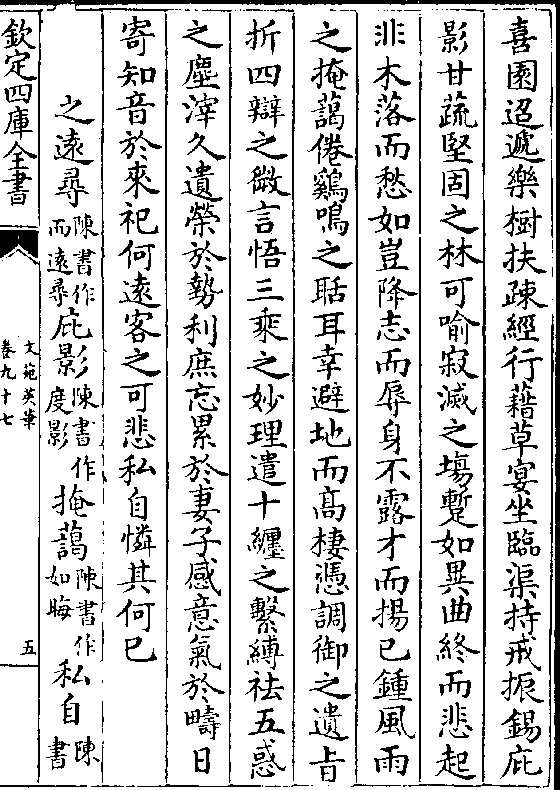 喜園迢遞樂樹扶疎經行藉草宴坐臨渠持戒振錫庇
影甘蔬堅固之林可喻寂滅之塲蹔如異曲終而悲起
非木落而愁如豈降志而辱身不露才而揚已鍾風雨
之掩藹倦鷄鳴之聒耳幸避地而髙棲憑調御之遺㫖
折四辯之微言悟三乘之妙理遣十纒之繫縛祛五惑
之塵滓久遺榮於勢利庶忘累於妻子感意氣於疇日
寄知音於來祀何遠客之可悲私自憐其何已
之遠尋陳書作而遠尋庇影陳書作度影掩藹陳書作如晦私自陳書
欽定四庫全書
文苑英華
卷九十七
五